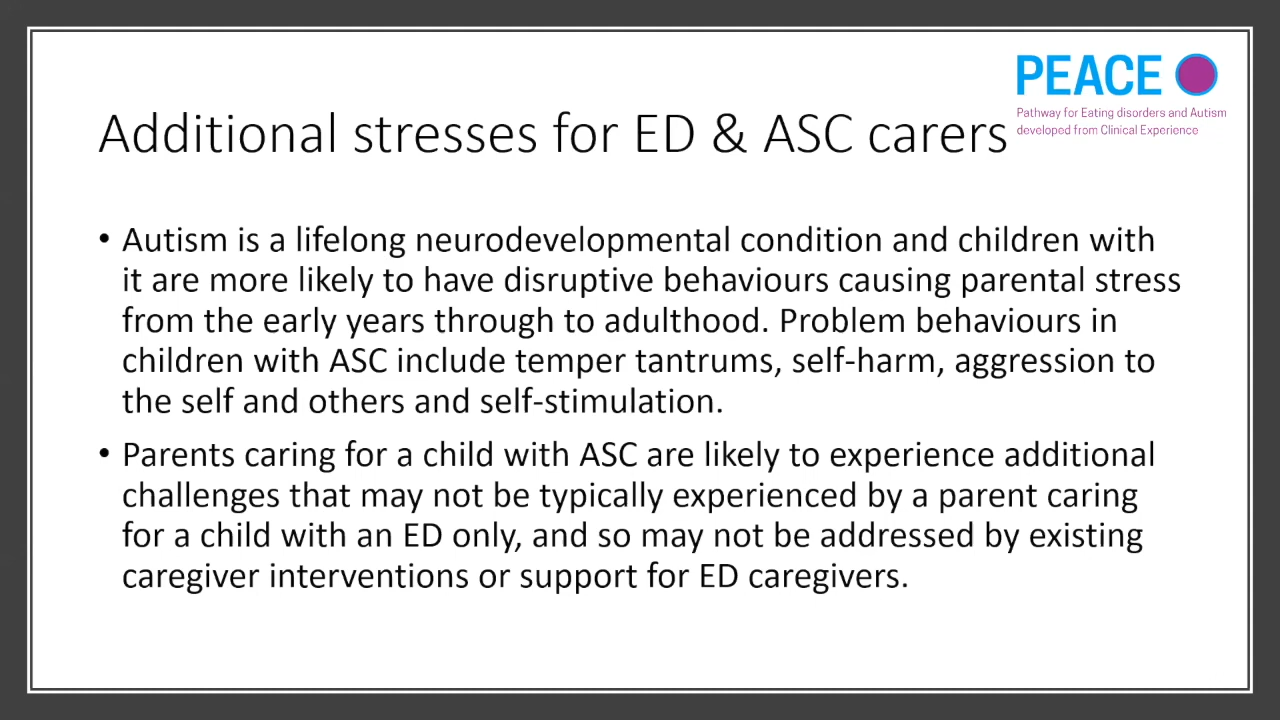 PEACE
Pathway for Eating disorders and Autism
developed from Clinical Experience
Additional stresses for ED & ASC carers
• Autism is a lifelong neurodevelopmental condition and children with
it are more likely to have disruptive behaviours causing parental stress
from the early years through to adulthood. Problem behaviours in
children with ASC include temper tantrums, self-harm, aggression to
the self and others and self-stimulation.
• Parents caring for a child with ASC are likely to experience additional
challenges that may not be typically experienced by a parent caring
for a child with an ED only, and so may not be addressed by existing
caregiver interventions or support for ED caregivers.